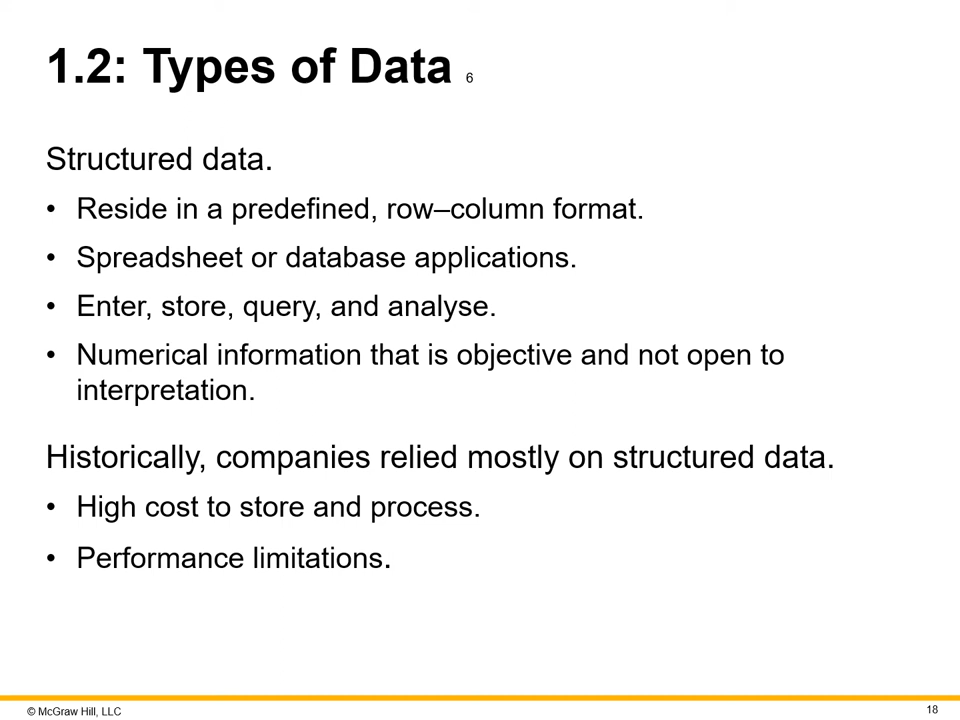 1.2: Types of Data 6
Structured data.
• Reside in a predefined, row–column format.
• Spreadsheet or database applications.
• Enter, store, query, and analyse.
• Numerical information that is objective and not open to
interpretation.
Historically, companies relied mostly on structured data.
• High cost to store and process.
• Performance limitations.
© McGraw Hill, LLC
18